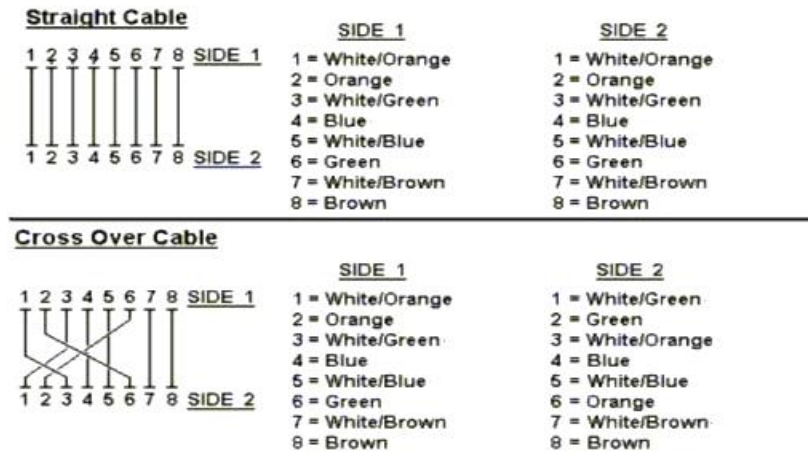 Straight Cable
1 2 3 4 5 6 7 8 SIDE 1
1 2 3 4 5 6 7 8 SIDE 2
SIDE 1
1 = White/Orange
2 = Orange
3 = White/Green
4 = Blue
5 = White/Blue
6 = Green
7 = White/Brown
8 = Brown
SIDE 2
1 = White/Orange
2 = Orange
3 = White/Green
4 = Blue
5 = White/Blue
6 = Green
7 = White/Brown
8 = Brown
Cross Over Cable
1 2 3 4 5 6 7 8 SIDE 1
1 2 3 4 5 6 7 8 SIDE 2
SIDE 1
1 = White/Orange
2 = Orange
3 = White/Green
4 = Blue
5 = White/Blue
6 = Green
7 = White/Brown
8 = Brown
SIDE 2
1 = White/Green
2 = Green
3 = White/Orange
4 = Blue
5 = White/Blue
6 = Orange
7 = White/Brown
8 = Brown